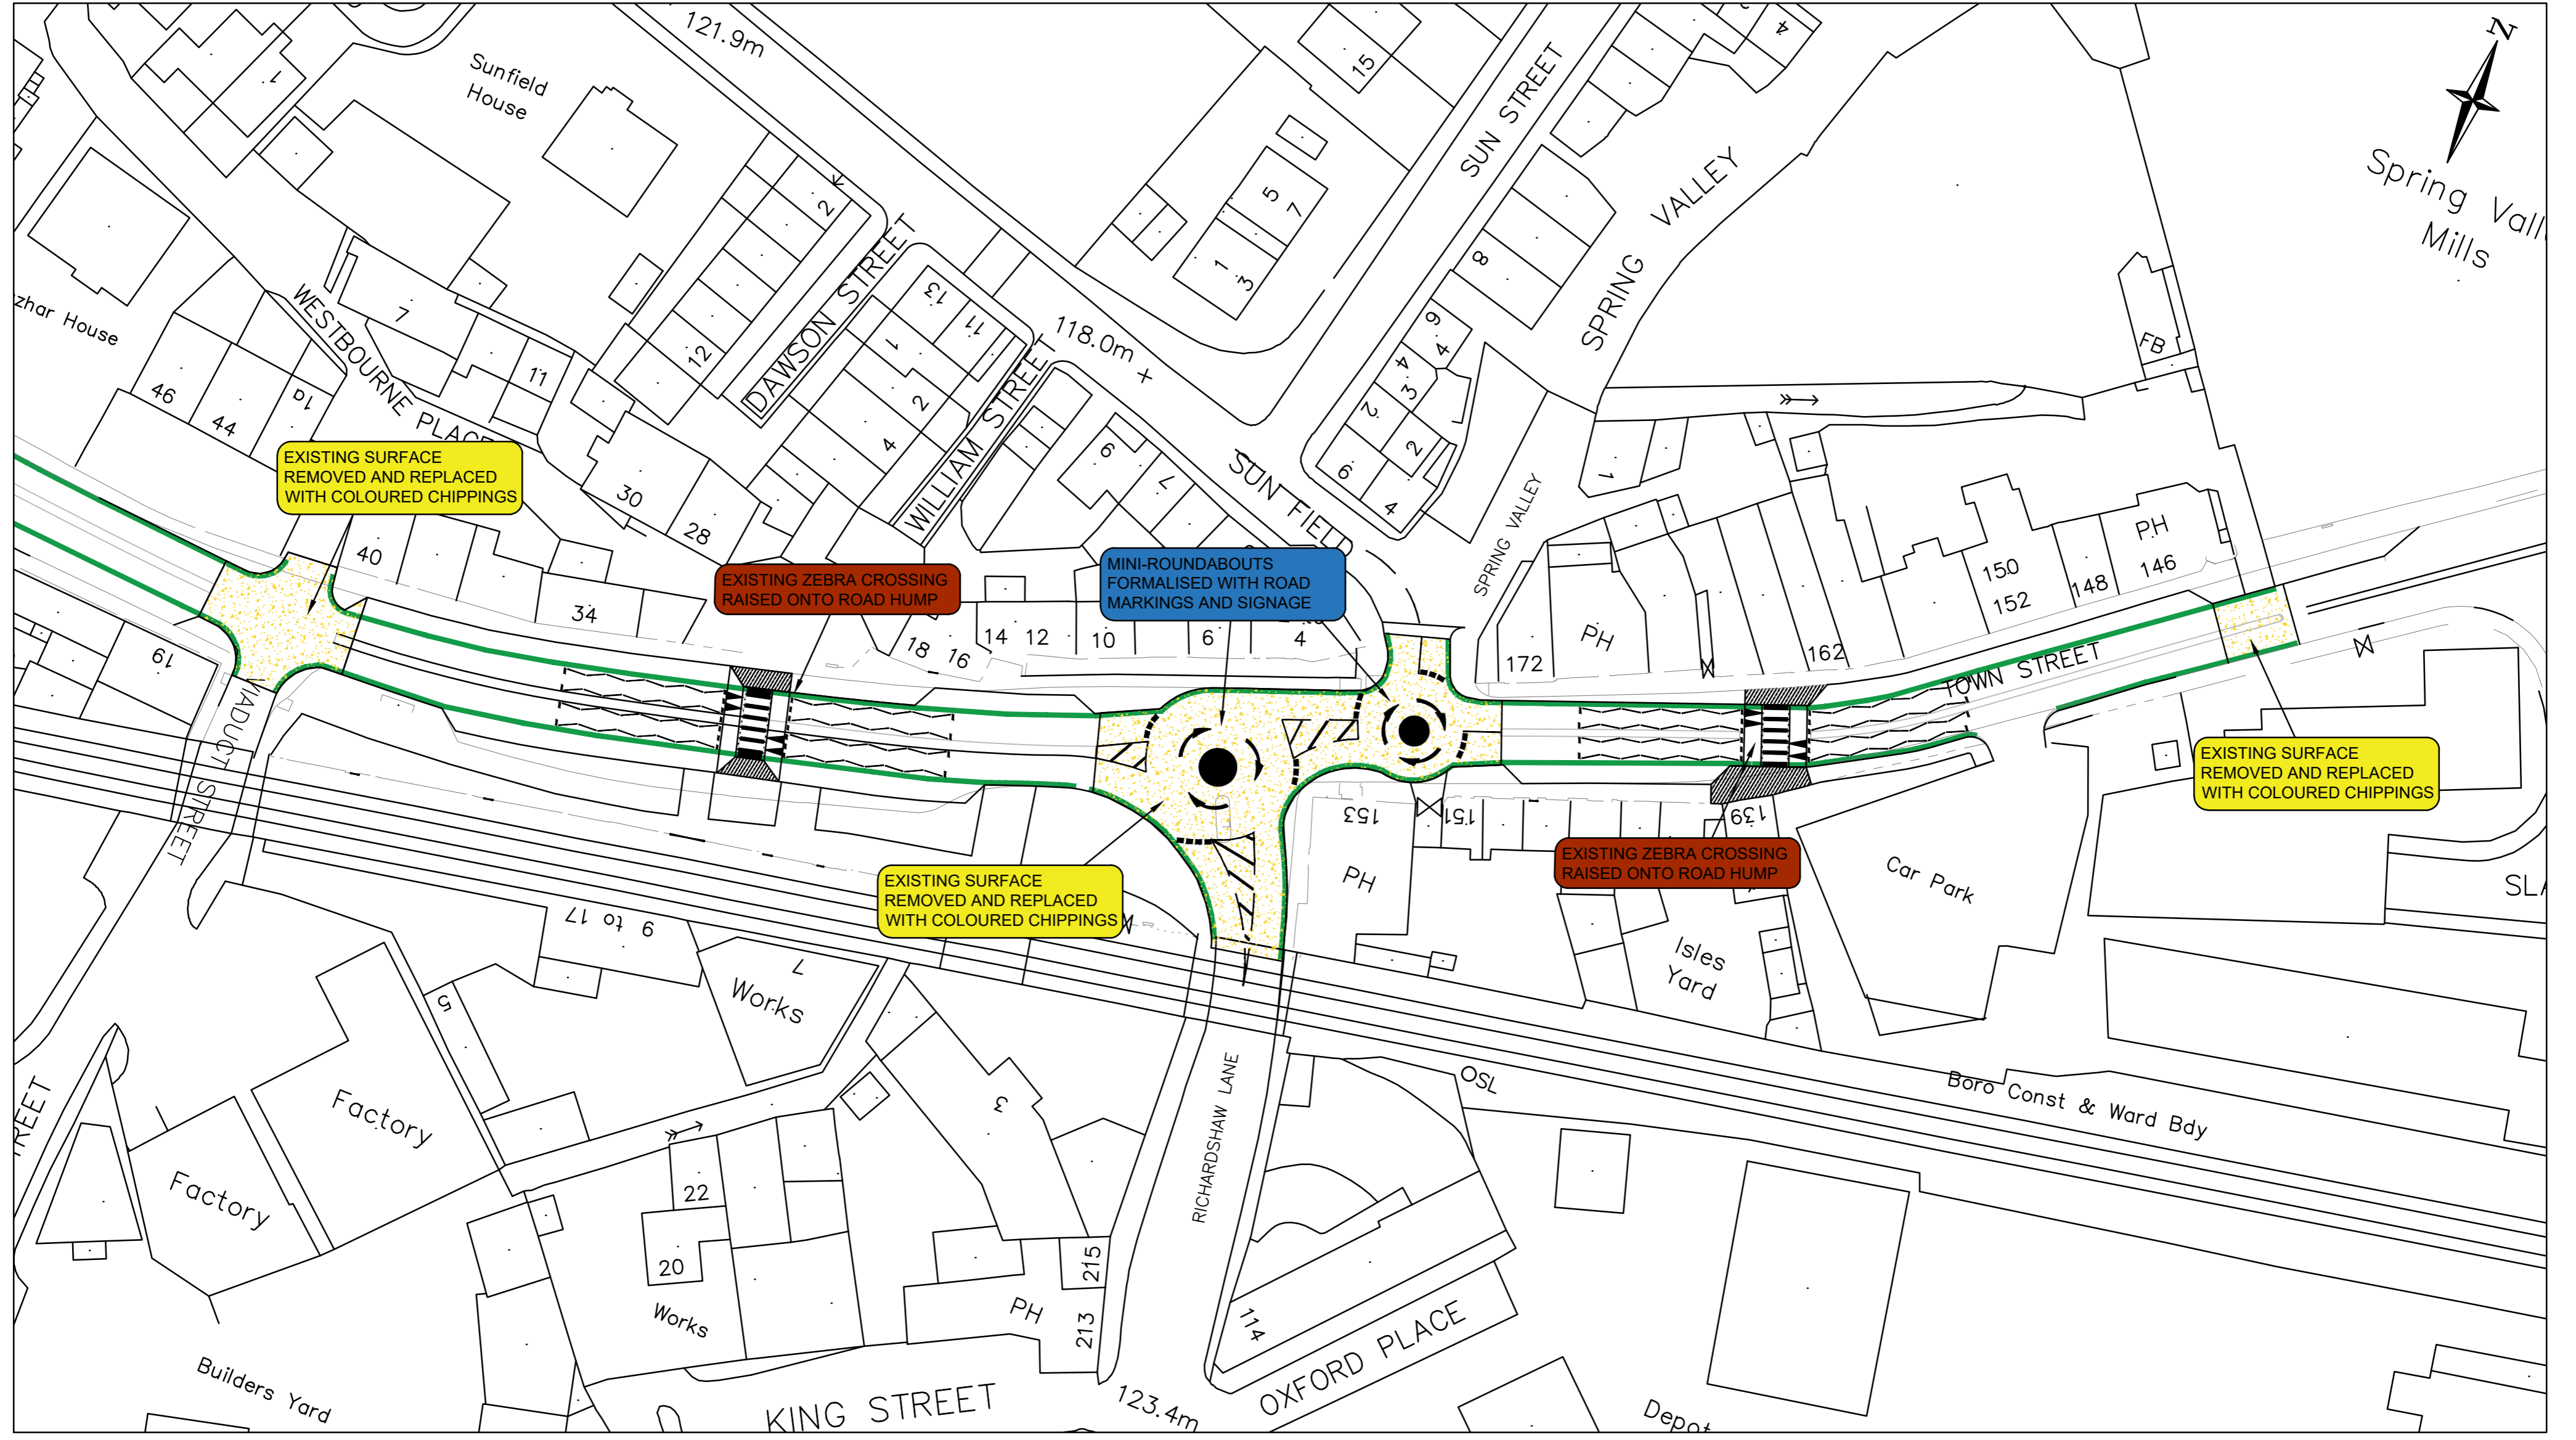 121.9m
Sunfield
House
15
SUN STREET
4
N
Spring Vall
Mills
1
2
5
7
1
3
8
SPRING VALLEY
zhar House
WESTBOURNE PLACE
7
11
12
DAWSON STREET
13
11
1
2
4
WILLIAM STREET
118.0m
9
4
4
3
2
2
6
4
FB
46
44
1a
EXISTING SURFACE
REMOVED AND REPLACED
WITH COLOURED CHIPPINGS
30
28
9
7
SUN FIELD
SPRING VALLEY
1
PH
146
148
150
152
40
34
EXISTING ZEBRA CROSSING
RAISED ONTO ROAD HUMP
MINI-ROUNDABOUTS
FORMALISED WITH ROAD
MARKINGS AND SIGNAGE
18
16
14
12
10
6
4
172
PH
162
TOWN STREET
19
VIADUCT STREET
EXISTING SURFACE
REMOVED AND REPLACED
WITH COLOURED CHIPPINGS
153
151
139
PH
EXISTING ZEBRA CROSSING
RAISED ONTO ROAD HUMP
Car Park
SLA
EXISTING SURFACE
REMOVED AND REPLACED
WITH COLOURED CHIPPINGS
9 to 17
7
Works
5
Isles
Yard
Factory
Factory
3
RICHARDSHAW LANE
OSL
Boro Const & Ward Bdy
REET
22
20
Works
215
213
PH
114
OXFORD PLACE
Builders Yard
KING STREET
123.4m
Depot